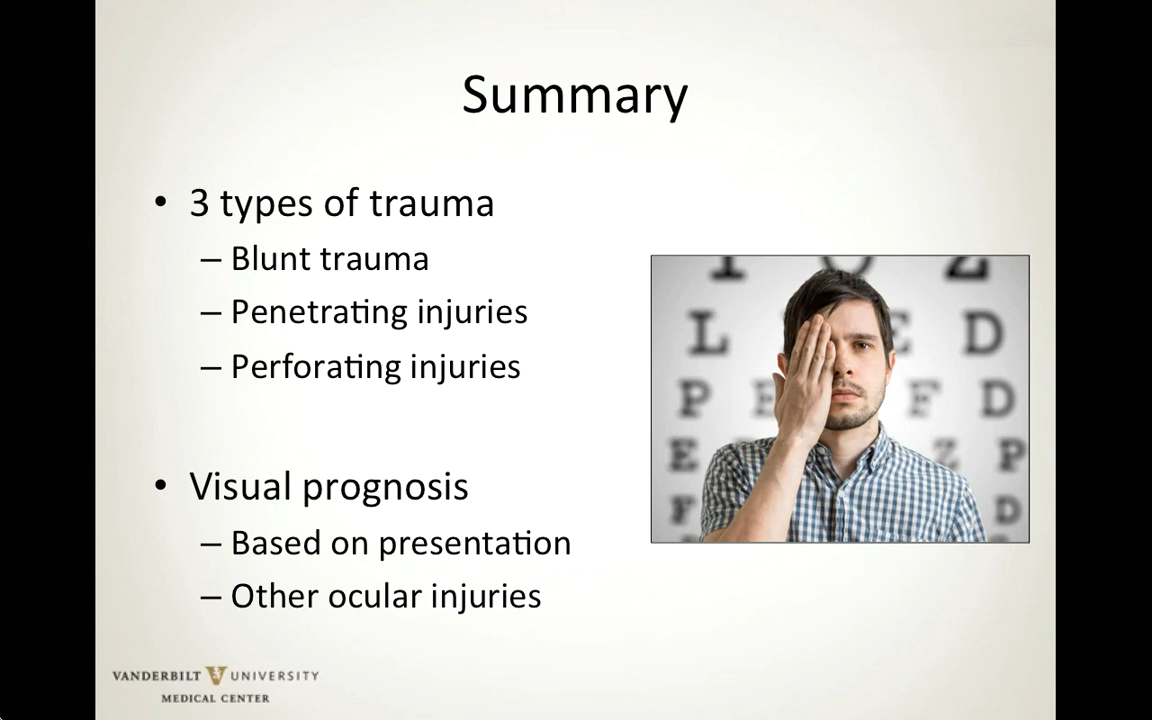 Summary
• 3 types of trauma
– Blunt trauma
– Penetrating injuries
– Perforating injuries
• Visual prognosis
– Based on presentation
– Other ocular injuries
L E D
P E F D
E Z P
F D
VANDERBILT V UNIVERSITY
MEDICAL CENTER